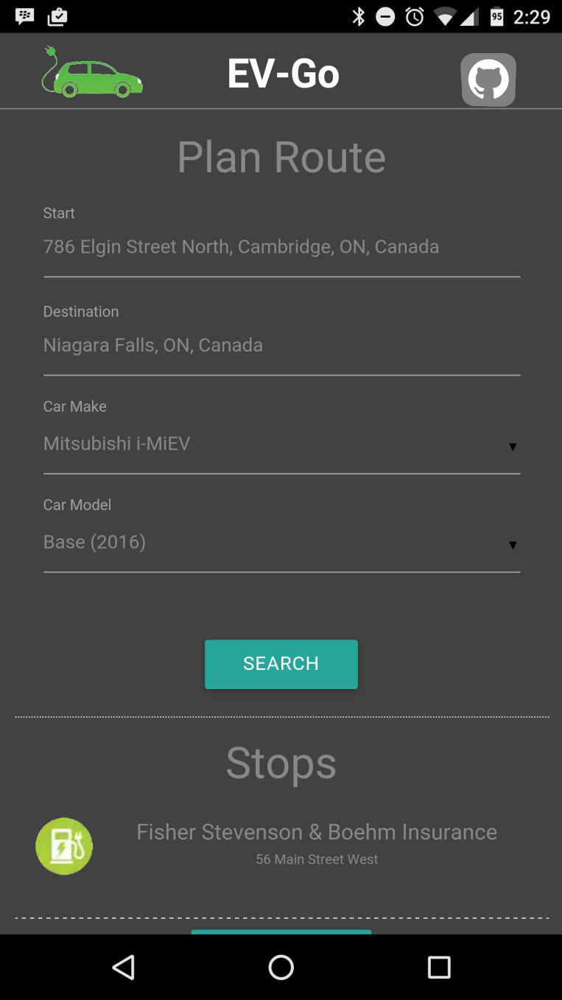 95 2:29
EV-Go
Plan Route
Start
786 Elgin Street North, Cambridge, ON, Canada
Destination
Niagara Falls, ON, Canada
Car Make
Mitsubishi i-MiEV
Car Model
Base (2016)
SEARCH
Stops
Fisher Stevenson & Boehm Insurance
56 Main Street West